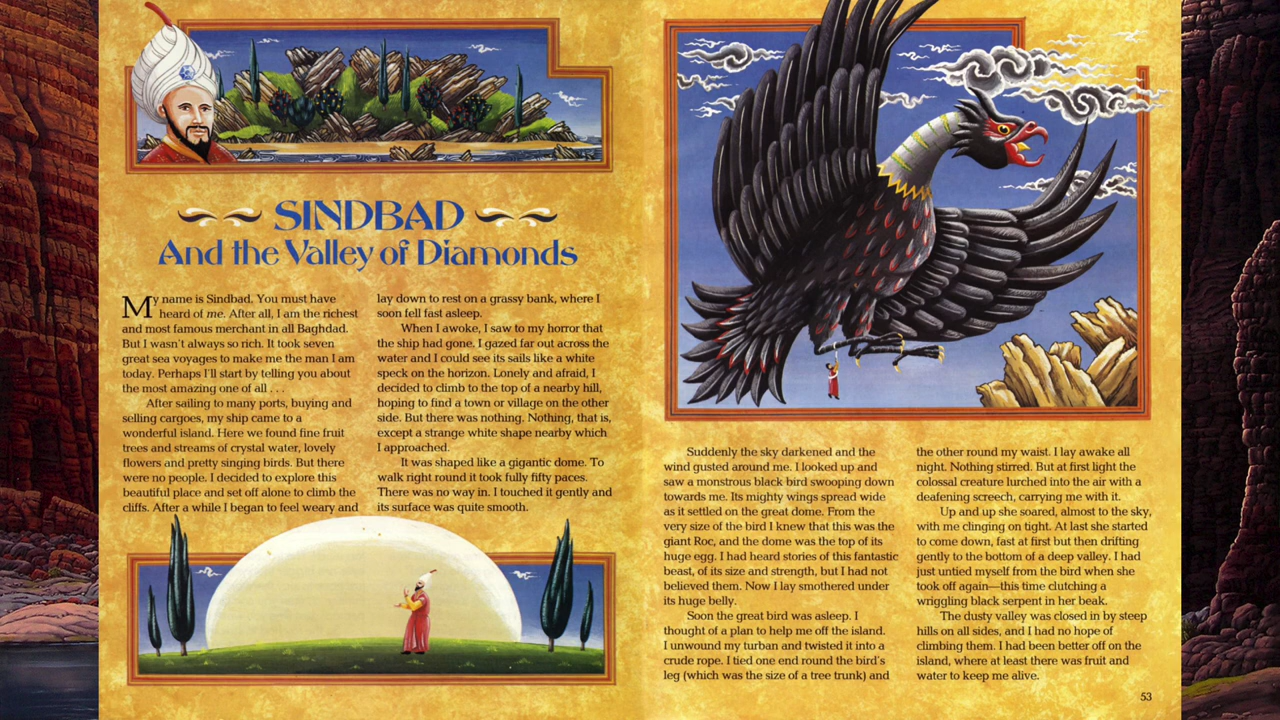 SINDBAD
And the Valley of Diamonds
My name is Sindbad. You must have
heard of me. After all, I am the richest
and most famous merchant in all Baghdad.
But I wasn't always so rich. It took seven
great sea voyages to make me the man I am
today. Perhaps I'll start by telling you about
the most amazing one of all . . .
After sailing to many ports, buying and
selling cargoes, my ship came to a
wonderful island. Here we found fine fruit
trees and streams of crystal water, lovely
flowers and pretty singing birds. But there
were no people. I decided to explore this
beautiful place and set off alone to climb the
cliffs. After a while I began to feel weary and
lay down to rest on a grassy bank, where I
soon fell fast asleep.
When I awoke, I saw to my horror that
the ship had gone. I gazed far out across the
water and I could see its sails like a white
speck on the horizon. Lonely and afraid, I
decided to climb to the top of a nearby hill,
hoping to find a town or village on the other
side. But there was nothing. Nothing, that is,
except a strange white shape nearby which
I approached.
It was shaped like a gigantic dome. To
walk right round it took fully fifty paces.
There was no way in. I touched it gently and
its surface was quite smooth.
Suddenly the sky darkened and the
wind gusted around me. I looked up and
saw a monstrous black bird swooping down
towards me. Its mighty wings spread wide
as it settled on the great dome. From the
very size of the bird I knew that this was the
giant Roc, and the dome was the top of its
huge egg. I had heard stories of this fantastic
beast, of its size and strength, but I had not
believed them. Now I lay smothered under
its huge belly.
Soon the great bird was asleep. I
thought of a plan to help me off the island.
I unwound my turban and twisted it into a
crude rope. I tied one end round the bird's
leg (which was the size of a tree trunk) and
the other round my waist. I lay awake all
night. Nothing stirred. But at first light the
colossal creature lurched into the air with a
deafening screech, carrying me with it.
Up and up she soared, almost to the sky,
with me clinging on tight. At last she started
to come down, fast at first but then drifting
gently to the bottom of a deep valley. I had
just untied myself from the bird when she
took off again—this time clutching a
wriggling black serpent in her beak.
The dusty valley was closed in by steep
hills on all sides, and I had no hope of
climbing them. I had been better off on the
island, where at least there was fruit and
water to keep me alive.
53